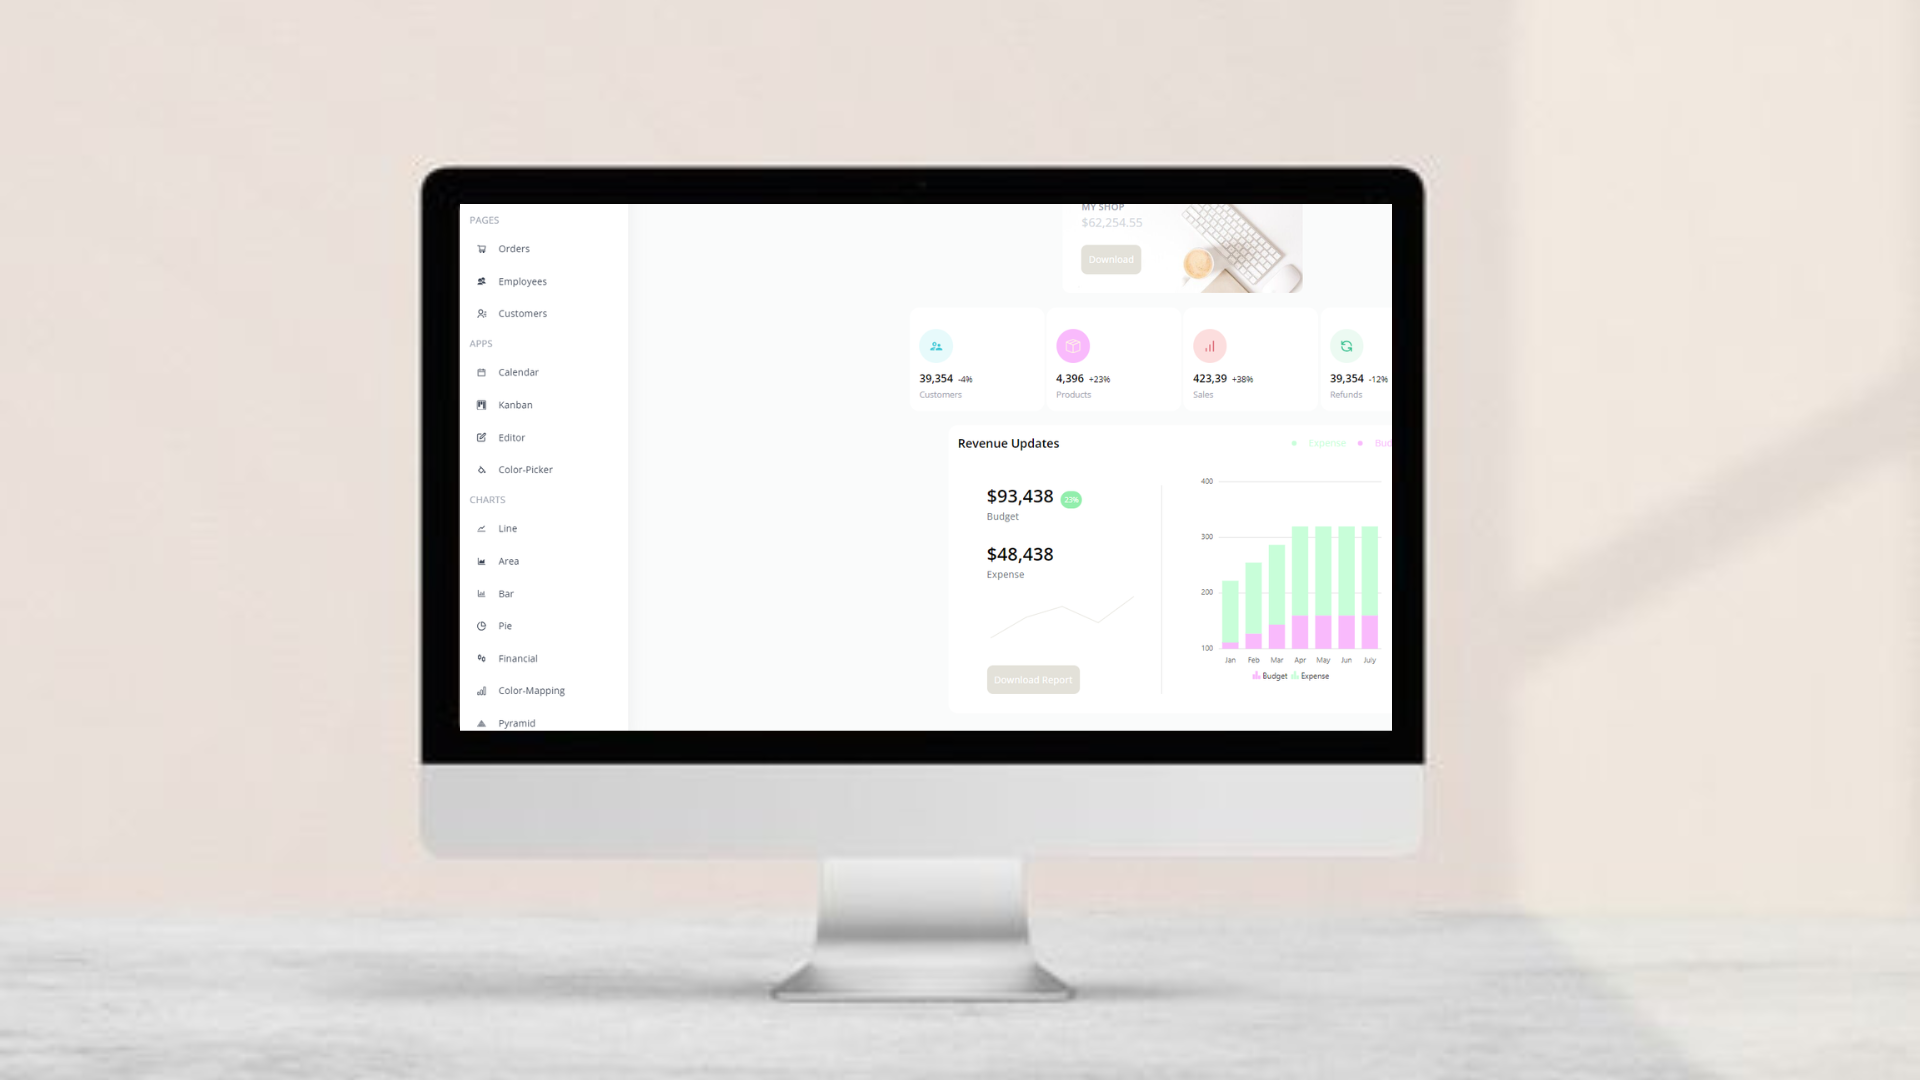 PAGES
Orders
Employees
Customers
APPS
Calendar
Kanban
Editor
Color-Picker
CHARTS
Line
Area
Bar
Pie
Financial
Color-Mapping
Pyramid
MY SHOP
$62,254.55
Download
39,354 -4%
Customers
4,396 +23%
Products
423,39 +38%
Sales
39,354 -12%
Refunds
Revenue Updates
Expense Bud
$93,438 23%
Budget
$48,438
Expense
Download Report
400
300
200
100
Jan Feb Mar Apr May Jun July
Budget Expense